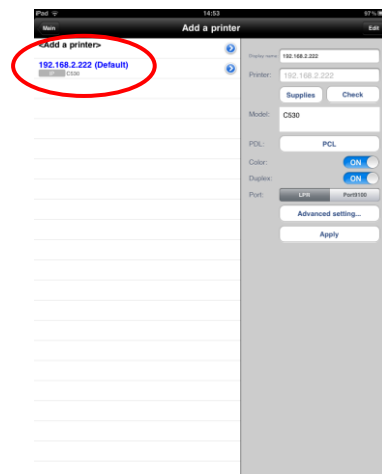 iPad 14:53 97%
Main Add a printer Edit
<Add a printer>
192.168.2.222 (Default)
IP C530
Display name 192.168.2.222
Printer: 192.168.2.222
Supplies Check
Model: C530
PDL: PCL
Color: ON
Duplex: ON
Port: LPR Port9100
Advanced setting...
Apply